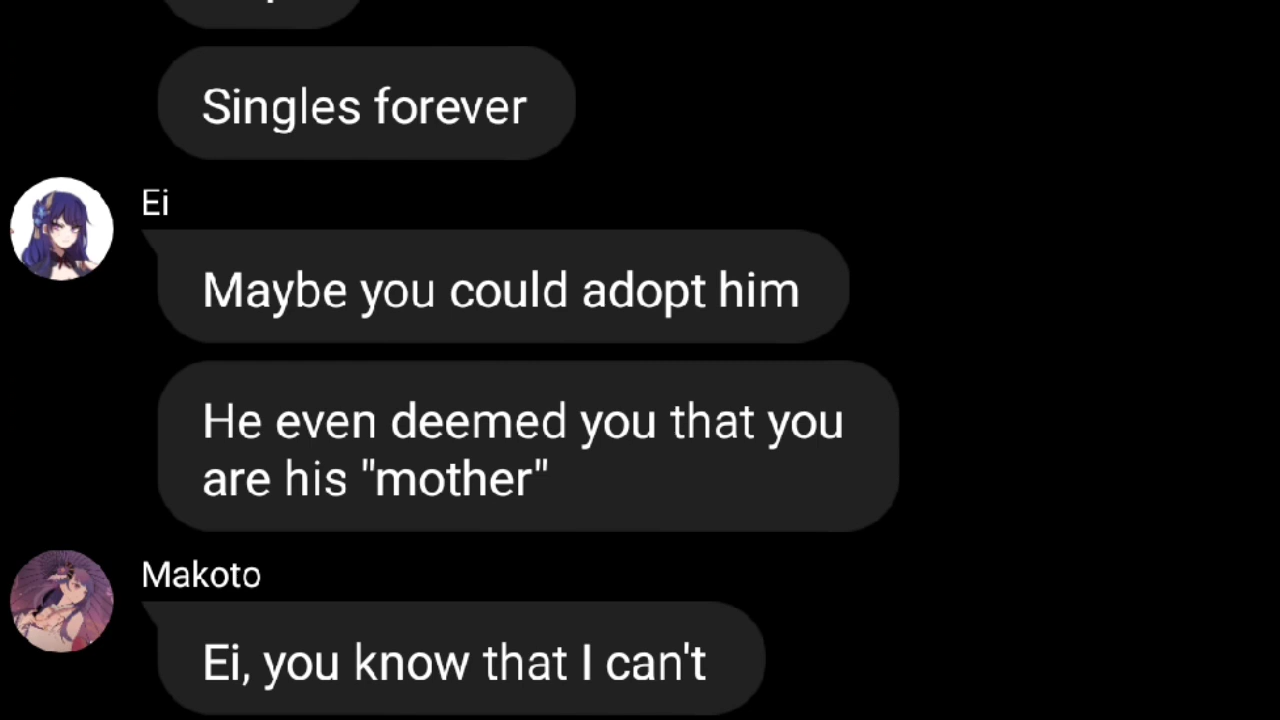 Singles forever
Ei
Maybe you could adopt him
He even deemed you that you
are his "mother"
Makoto
Ei, you know that I can't